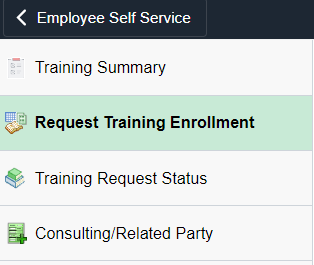 Employee Self Service
Training Summary
Request Training Enrollment
Training Request Status
Consulting/Related Party